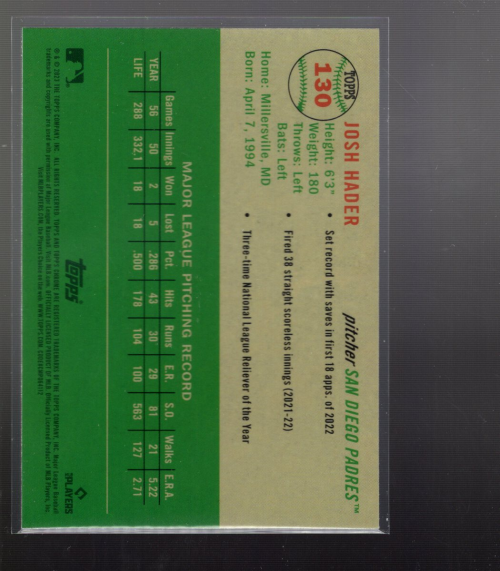 TOPPS
130
JOSH HADER
pitcher SAN DIEGO PADRES™
Height: 6'3"
Weight: 180
Throws: Left
Bats: Left
Home: Millersville, MD
Born: April 7, 1994
• Set record with saves in first 18 apps. of 2022
• Fired 38 straight scoreless innings (2021-22)
• Three-time National League Reliever of the Year
MAJOR LEAGUE PITCHING RECORD
Games Innings Won Lost Pct. Hits Runs E.R. S.O. Walks E.R.A.
YEAR 56 50 2 5 .286 43 30 29 81 21 5.22
LIFE 288 332.1 18 18 .500 178 104 100 563 127 2.71
topps
PLAYERS